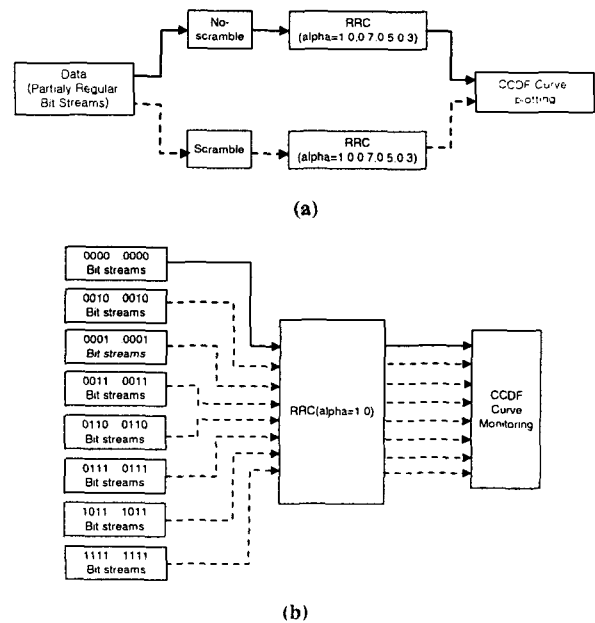 No-
scramble
RRC
(alpha=1 0,0 7,0 5,0 3)
Data
(Partialy Regular
Bit Streams)
CCDF Curve
plotting
Scramble
RRC
(alpha=1 0 0 7,0 5,0 3)
(a)
0000 0000
Bit streams
0010 0010
Bit streams
0001 0001
Bit streams
0011 0011
Bit streams
0110 0110
Bit streams
0111 0111
Bit streams
1011 1011
Bit streams
1111 1111
Bit streams
RRC(alpha=1 0)
CCDF
Curve
Monitoring
(b)